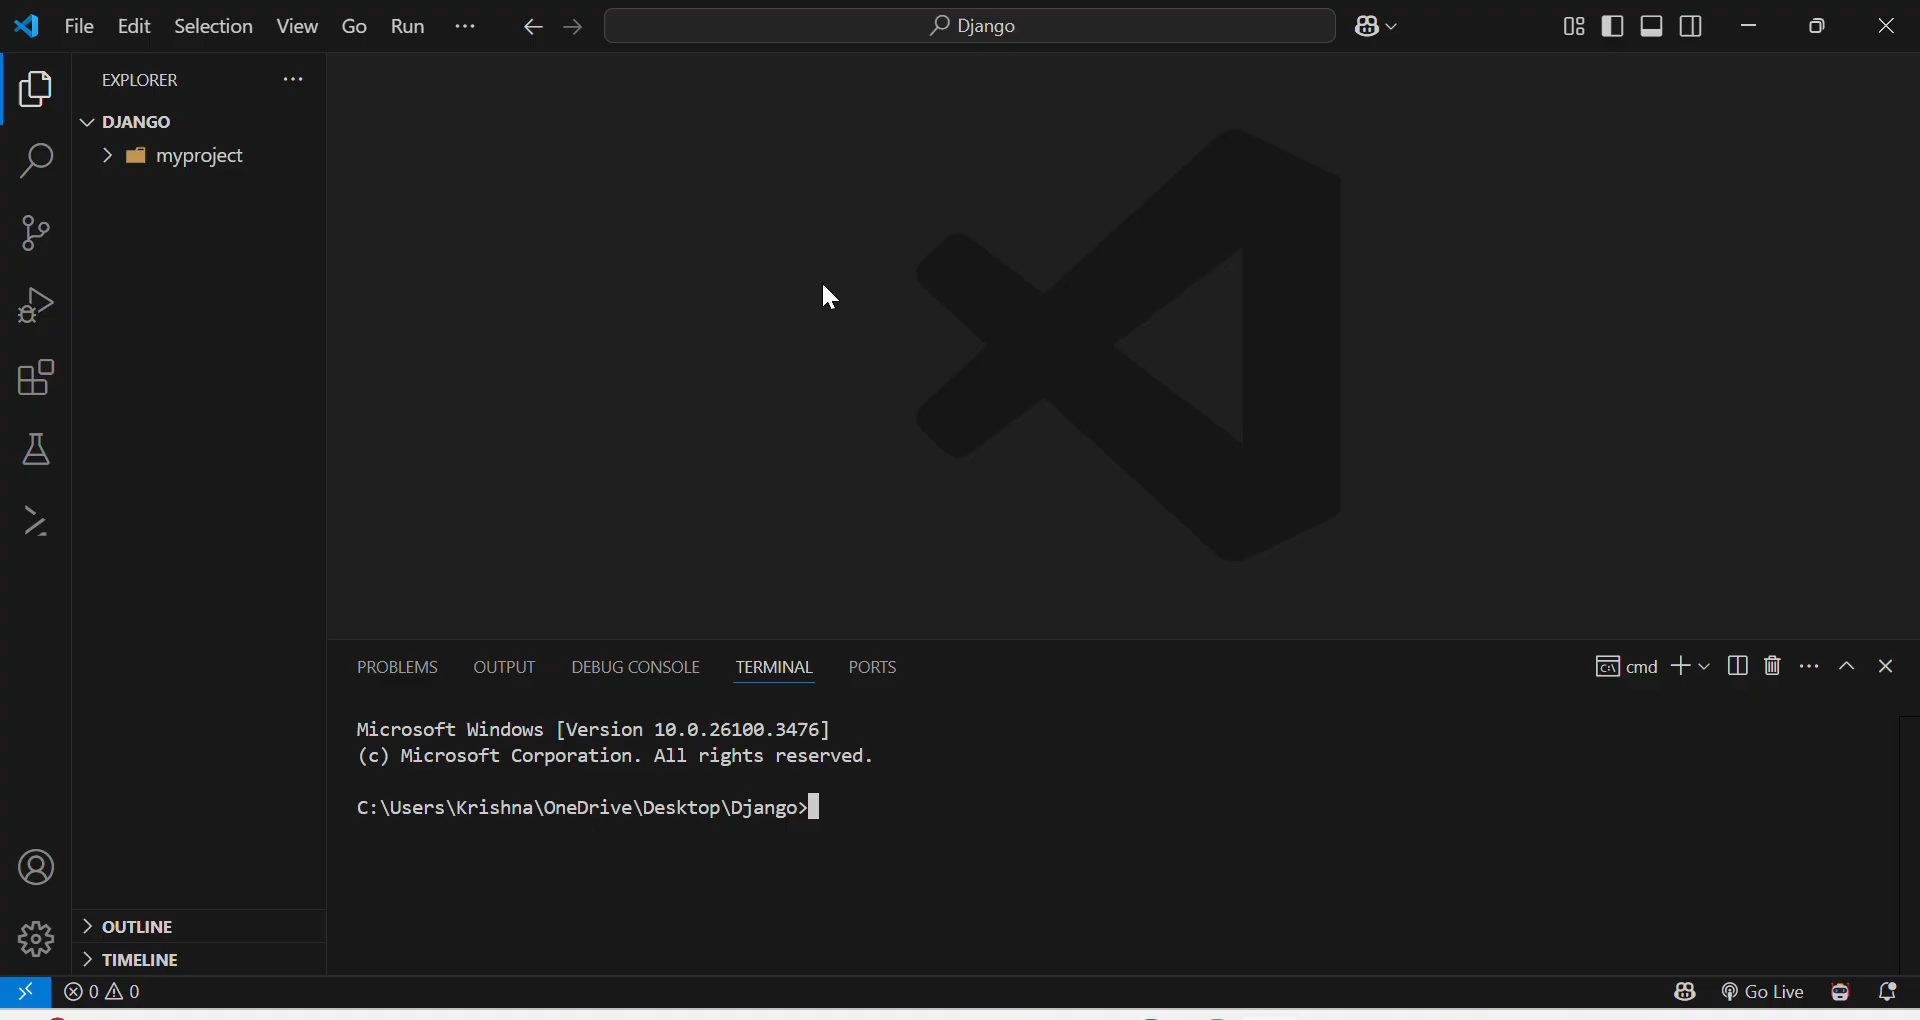 File Edit Selection View Go Run ··· Django
EXPLORER ···
DJANGO
myproject
PROBLEMS OUTPUT DEBUG CONSOLE TERMINAL PORTS cmd
Microsoft Windows [Version 10.0.26100.3476]
(c) Microsoft Corporation. All rights reserved.
C:\Users\Krishna\OneDrive\Desktop\Django>
OUTLINE
TIMELINE
0 0 Go Live